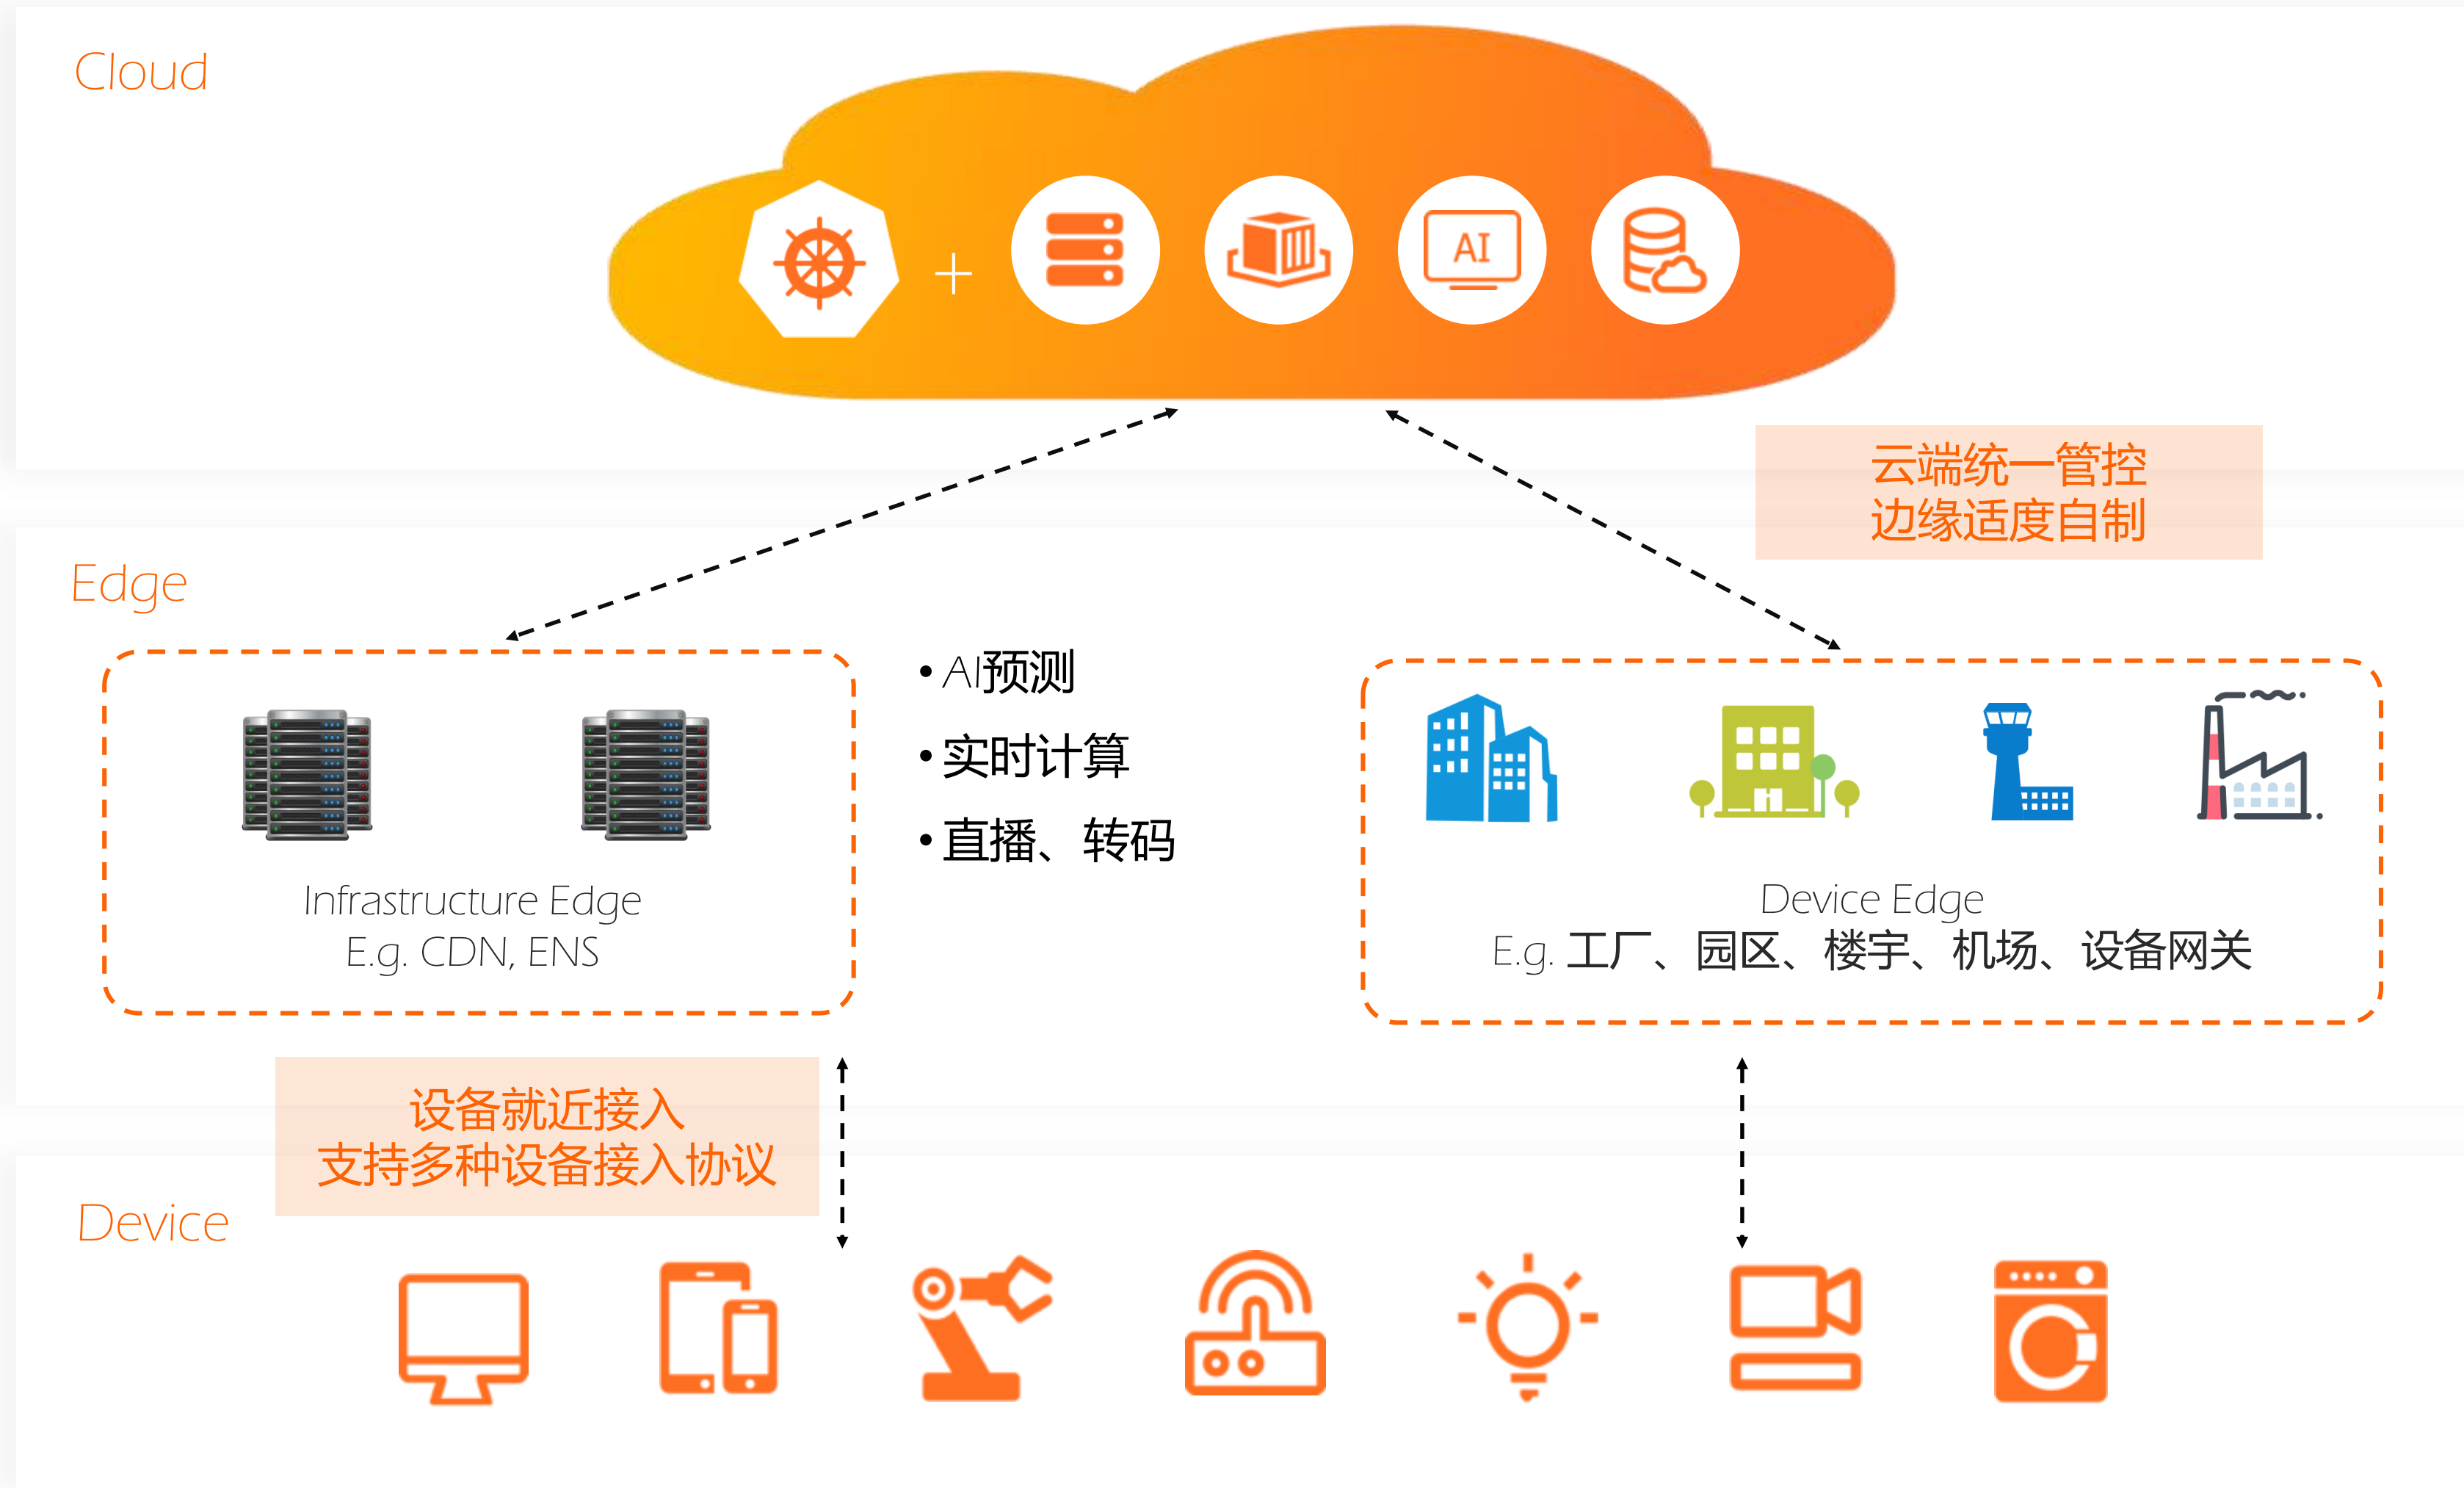 Cloud
AI
云端统一管控
边缘适度自制
Edge
•AI预测
•实时计算
•直播、转码
Infrastructure Edge
E.g. CDN, ENS
Device Edge
E.g. 工厂、园区、楼宇、机场、设备网关
设备就近接入
支持多种设备接入协议
Device